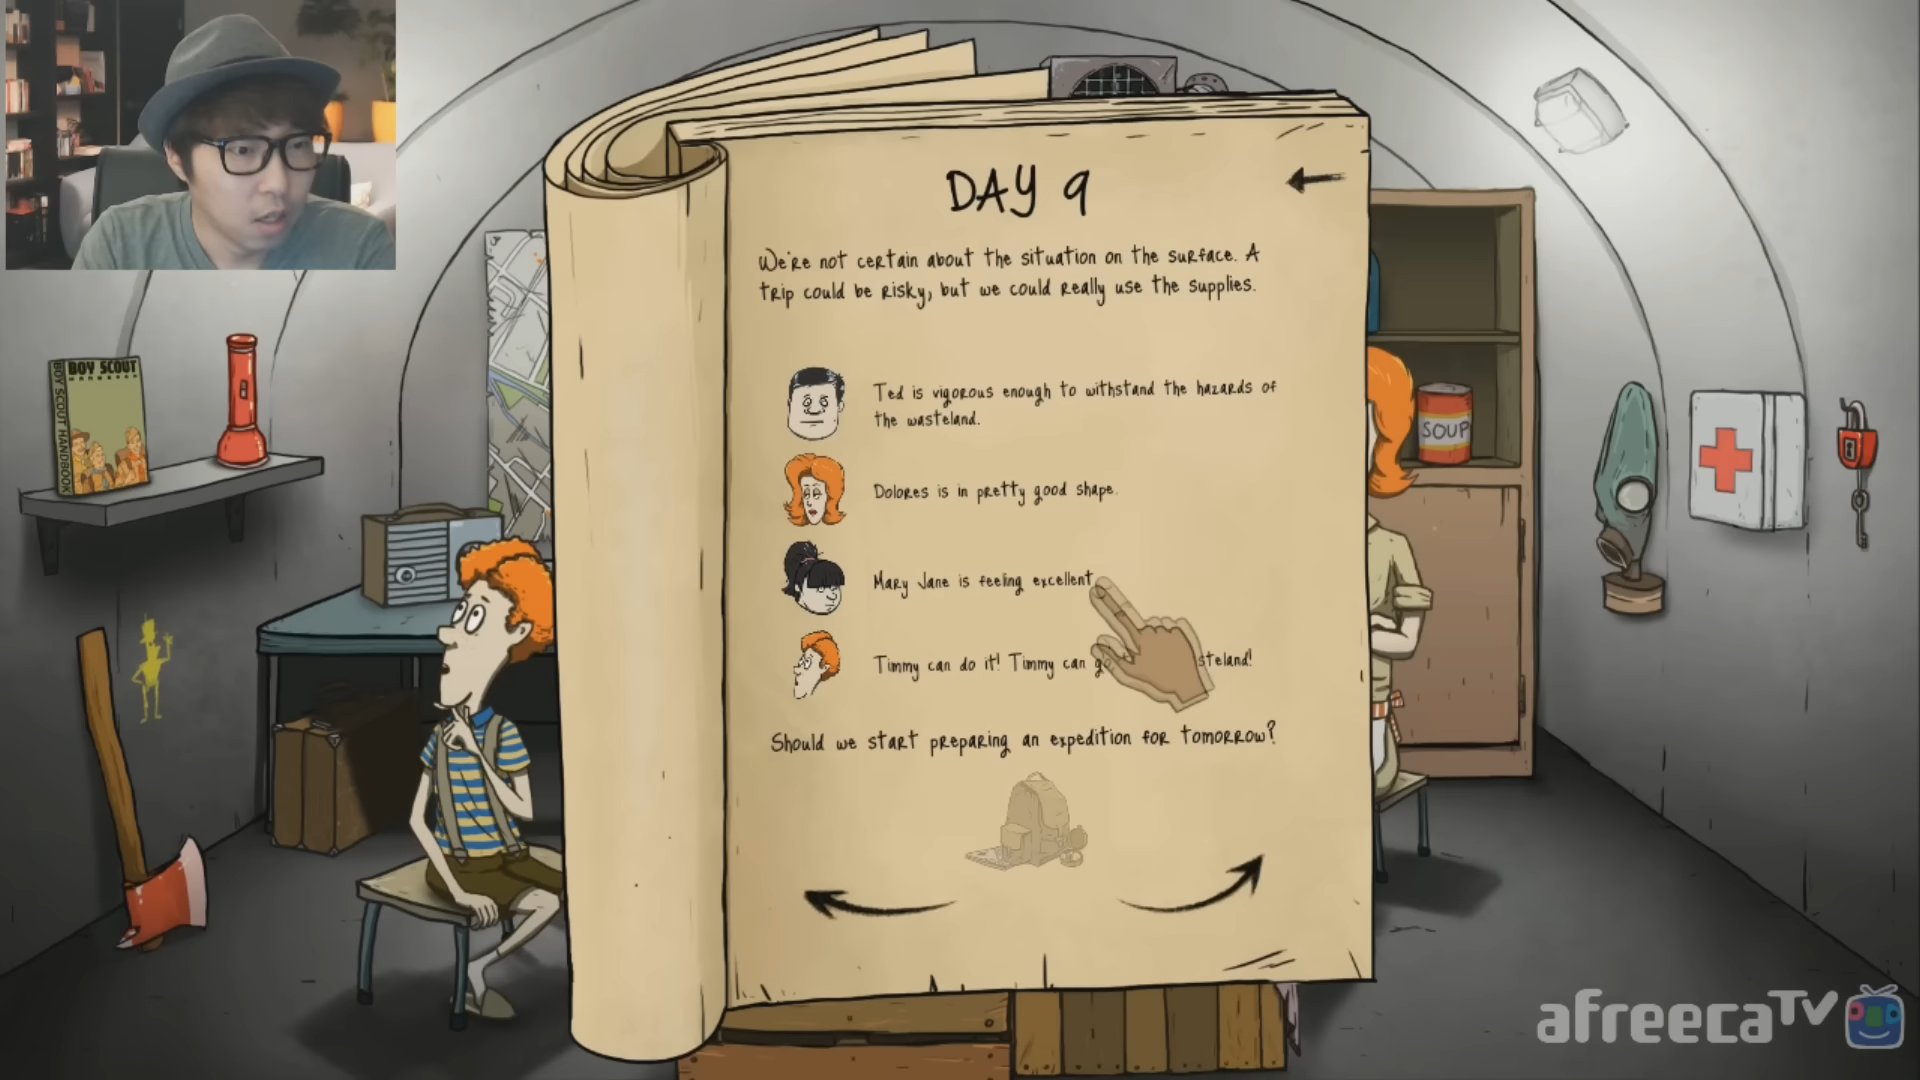 DAY 9
We're not certain about the situation on the surface. A
trip could be risky, but we could really use the supplies.
Ted is vigorous enough to withstand the hazards of
the wasteland.
Dolores is in pretty good shape.
Mary Jane is feeling excellent
Timmy can do it! Timmy can steland!
Should we start preparing an expedition for tomorrow?
BOY SCOUT
HANDBOOK
BOY SCOUT HANDBOOK
SOUP
afreecaTV